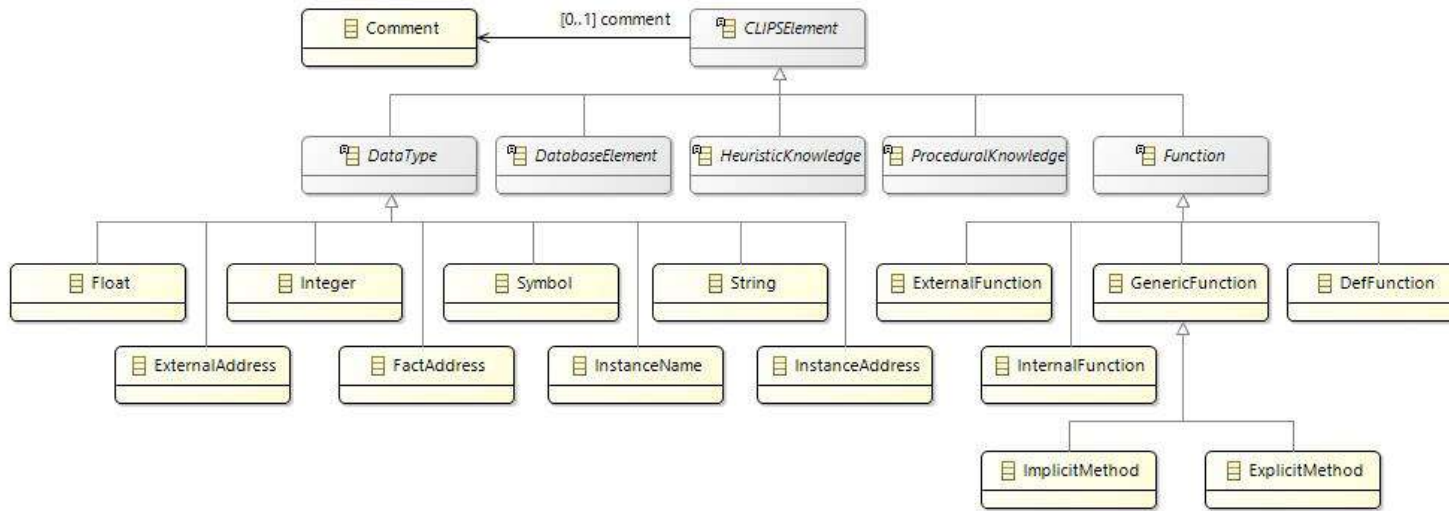 Comment
[0..1] comment
CLIPSElement
DataType
DatabaseElement
HeuristicKnowledge
ProceduralKnowledge
Function
Float
Integer
Symbol
String
ExternalFunction
GenericFunction
DefFunction
ExternalAddress
FactAddress
InstanceName
InstanceAddress
InternalFunction
ImplicitMethod
ExplicitMethod